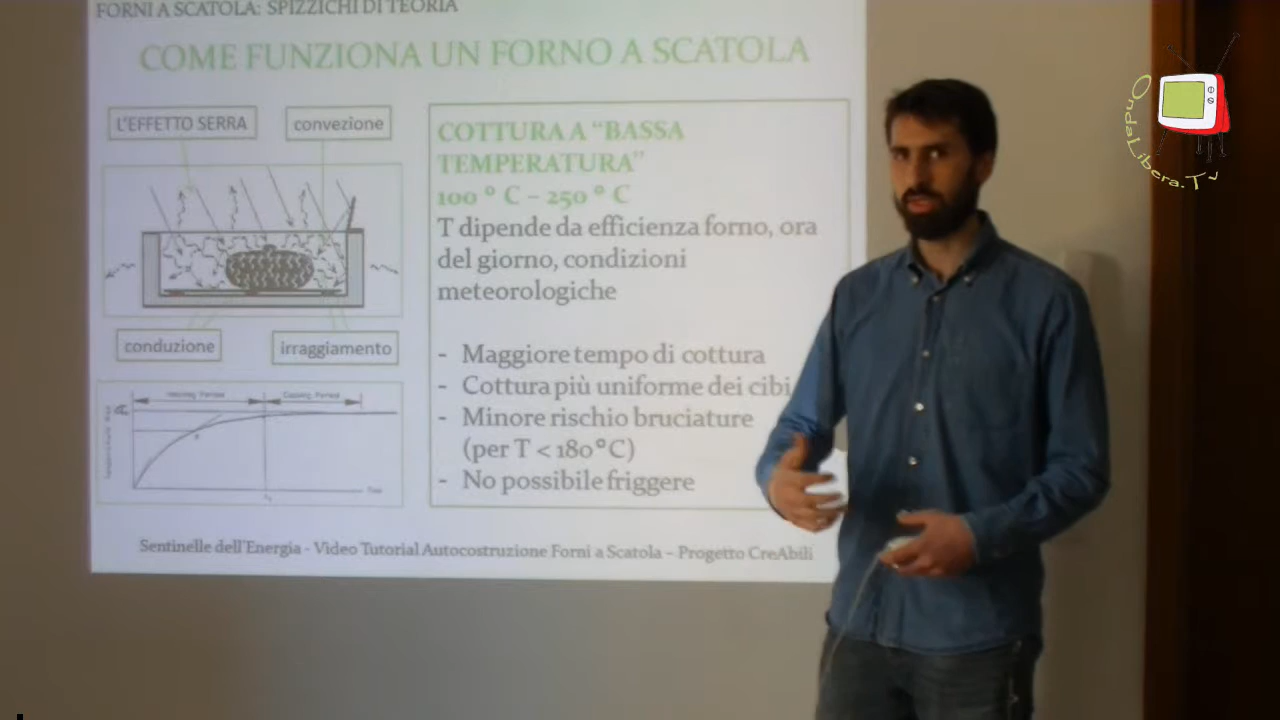 FORNI A SCATOLA: SPIZZICHI DI TEORIA
COME FUNZIONA UN FORNO A SCATOLA
L'EFFETTO SERRA
convezione
conduzione
irraggiamento
Period
Period
Time
COTTURA A “BASSA
TEMPERATURA”
100 ° C – 250 ° C
T dipende da efficienza forno, ora
del giorno, condizioni
meteorologiche
- Maggiore tempo di cottura
- Cottura più uniforme dei cibi
- Minore rischio bruciature
(per T < 180°C)
- No possibile friggere
Sentinelle dell'Energia - Video Tutorial Autocostruzione Forni a Scatola – Progetto CreAbili
OndaLibera.Tv